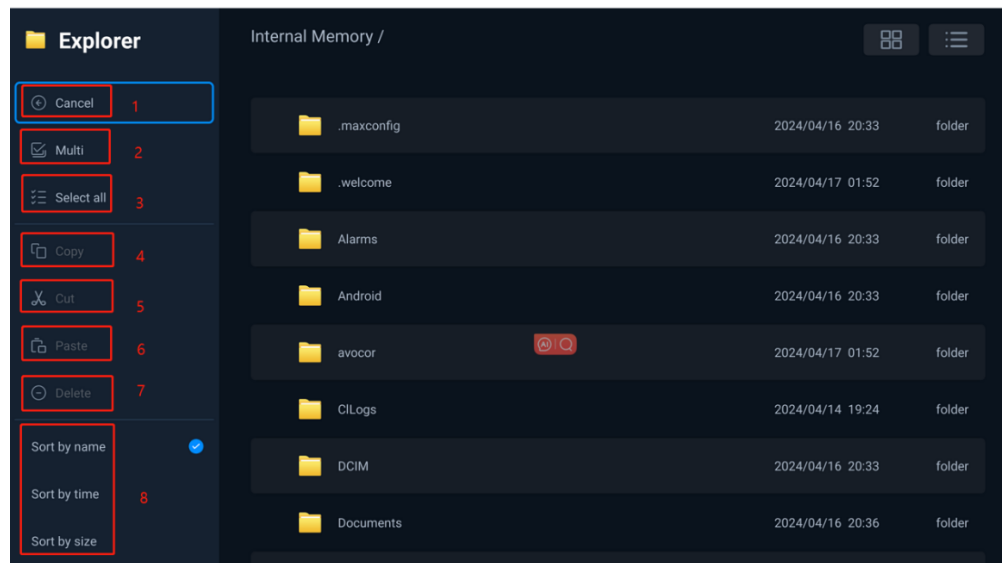 Explorer
Internal Memory /
Cancel
1
Multi
2
Select all
3
Copy
4
Cut
5
Paste
6
Delete
7
Sort by name
Sort by time
8
Sort by size
.maxconfig 2024/04/16 20:33 folder
.welcome 2024/04/17 01:52 folder
Alarms 2024/04/16 20:33 folder
Android 2024/04/16 20:33 folder
avocor 2024/04/17 01:52 folder
AI
CILogs 2024/04/14 19:24 folder
DCIM 2024/04/16 20:33 folder
Documents 2024/04/16 20:36 folder